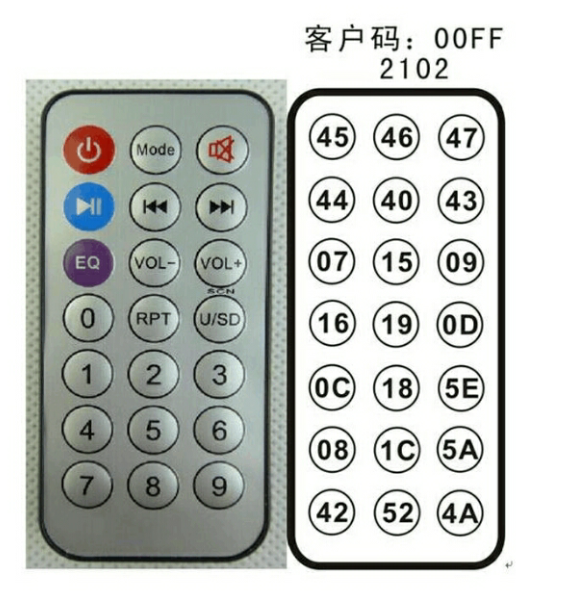 客户码：00FF
2102
Mode
EQ VOL- VOL+
SCN
0 RPT U/SD
1 2 3
4 5 6
7 8 9
45 46 47
44 40 43
07 15 09
16 19 0D
0C 18 5E
08 1C 5A
42 52 4A